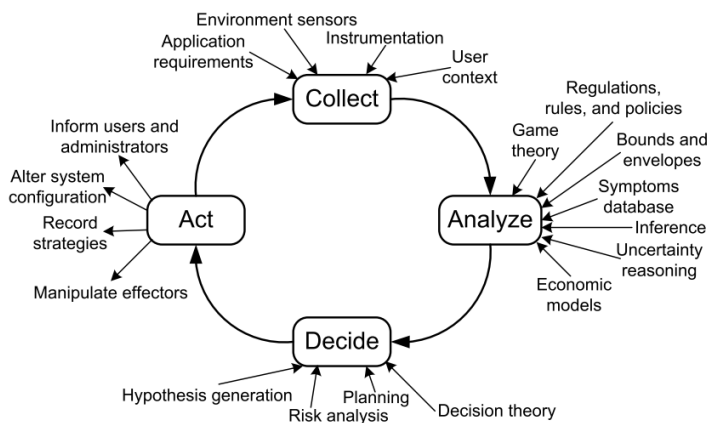 Environment sensors
Application
requirements
Instrumentation
User
context
Collect
Regulations,
rules, and policies
Game
theory
Bounds and
envelopes
Symptoms
database
Inference
Uncertainty
reasoning
Economic
models
Analyze
Inform users and
administrators
Alter system
configuration
Record
strategies
Manipulate effectors
Act
Decide
Hypothesis generation
Risk analysis
Planning
Decision theory